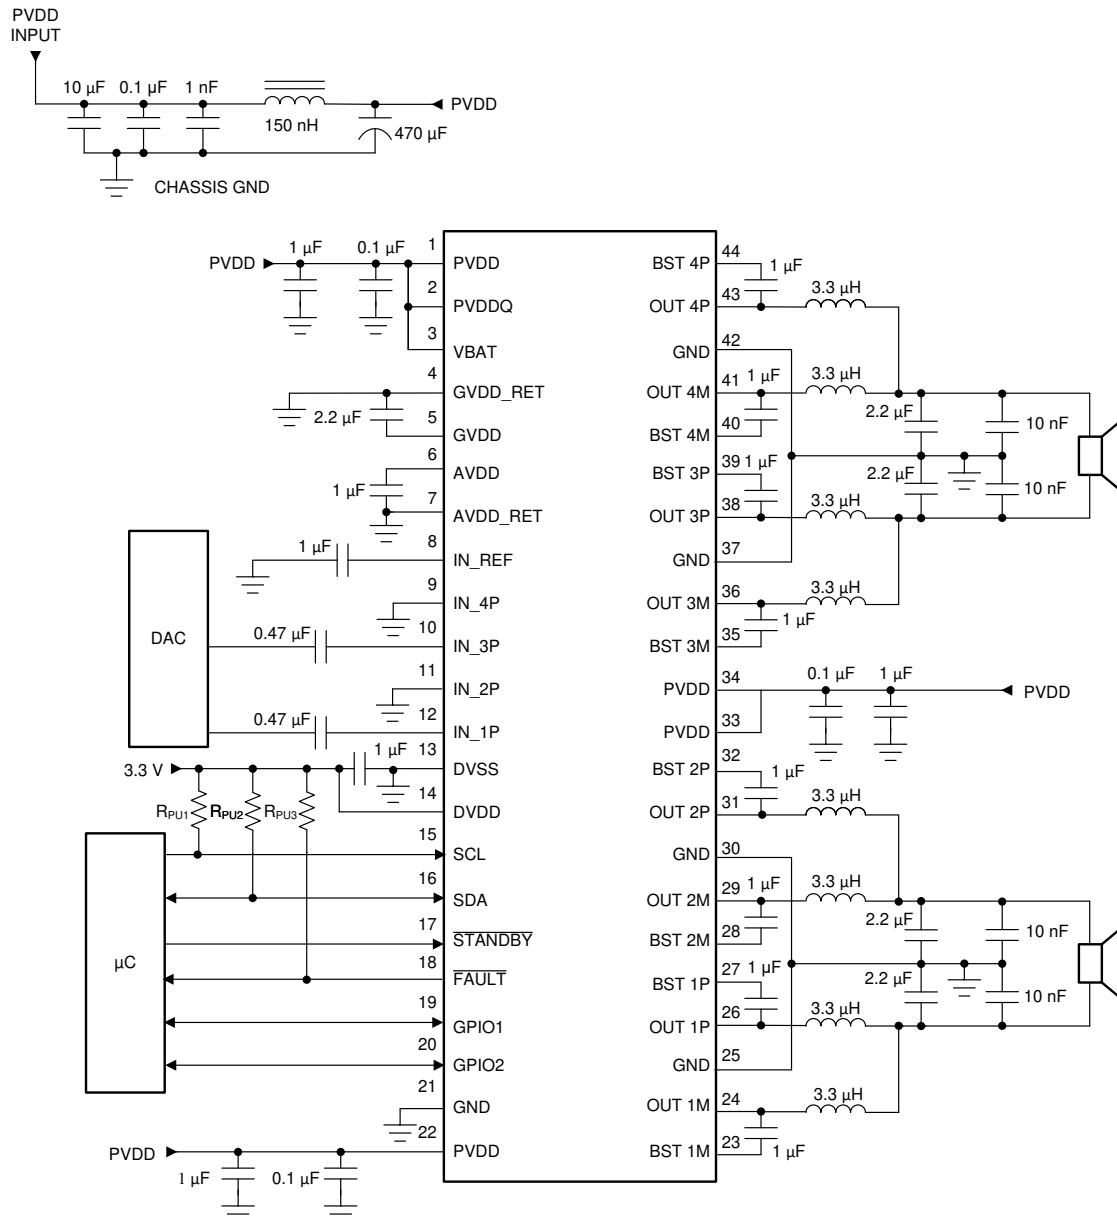 PVDD
INPUT
10 µF 0.1 µF 1 nF
150 nH
PVDD
470 µF
CHASSIS GND
PVDD
1 µF
0.1 µF
1
2
3
4
2.2 µF
5
6
1 µF
7
8
1 µF
9
10
0.47 µF
11
12
0.47 µF
13
1 µF
14
15
16
17
18
19
20
21
22
DAC
3.3 V
RPU1
RPU2
RPU3
µC
PVDD
1 µF
0.1 µF
PVDD
PVDDQ
VBAT
GVDD_RET
GVDD
AVDD
AVDD_RET
IN_REF
IN_4P
IN_3P
IN_2P
IN_1P
DVSS
DVDD
SCL
SDA
STANDBY
FAULT
GPIO1
GPIO2
GND
PVDD
BST 4P
OUT 4P
GND
OUT 4M
BST 4M
BST 3P
OUT 3P
GND
OUT 3M
BST 3M
PVDD
PVDD
BST 2P
OUT 2P
GND
OUT 2M
BST 2M
BST 1P
OUT 1P
GND
OUT 1M
BST 1M
44
1 µF
43
3.3 µH
42
41
1 µF
3.3 µH
40
2.2 µF
10 nF
39
1 µF
2.2 µF
10 nF
38
3.3 µH
37
36
3.3 µH
1 µF
35
34
0.1 µF
1 µF
PVDD
33
32
1 µF
31
3.3 µH
30
29
1 µF
3.3 µH
28
2.2 µF
10 nF
27
1 µF
2.2 µF
10 nF
26
3.3 µH
25
24
3.3 µH
23
1 µF